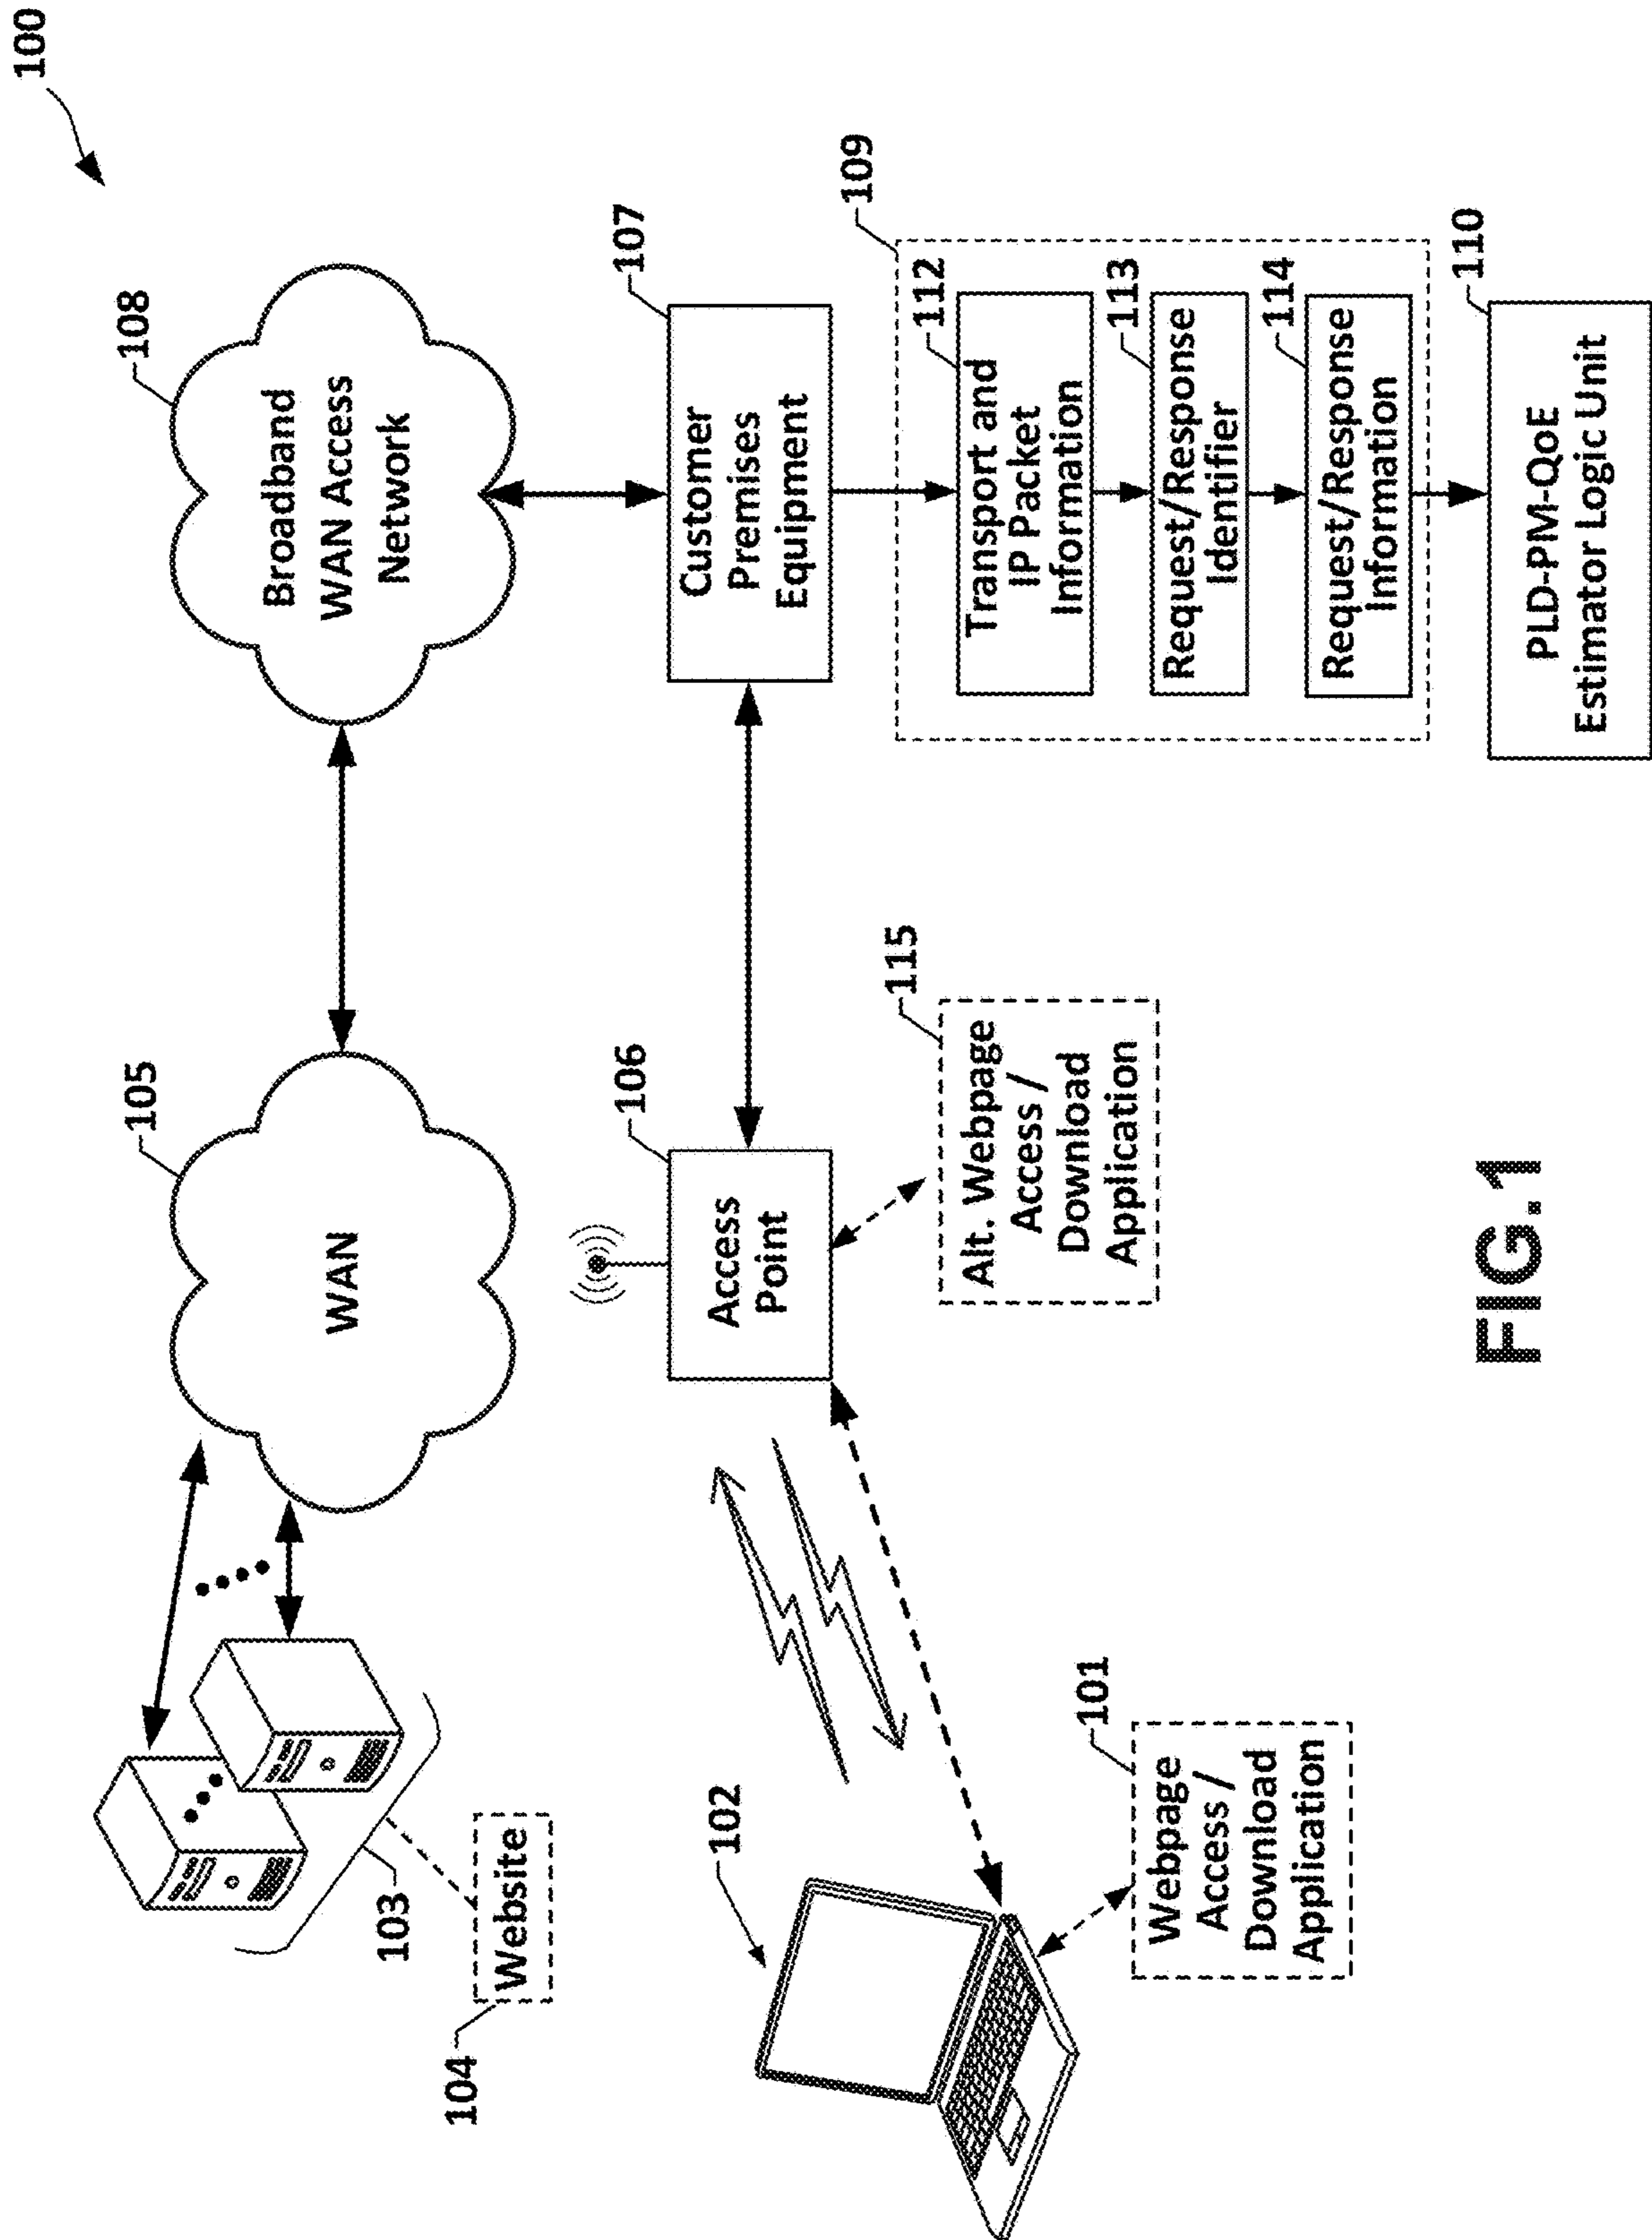 100
108
Broadband
WAN Access
Network
105
WAN
103
104
Website
107
Customer
Premises
Equipment
106
Access
Point
102
109
112
Transport and
IP Packet
Information
113
Request/Response
Identifier
114
Request/Response
Information
110
PLD-PM-QoE
Estimator Logic Unit
115
Alt. Webpage
Access /
Download
Application
101
Webpage
Access /
Download
Application
FIG.1